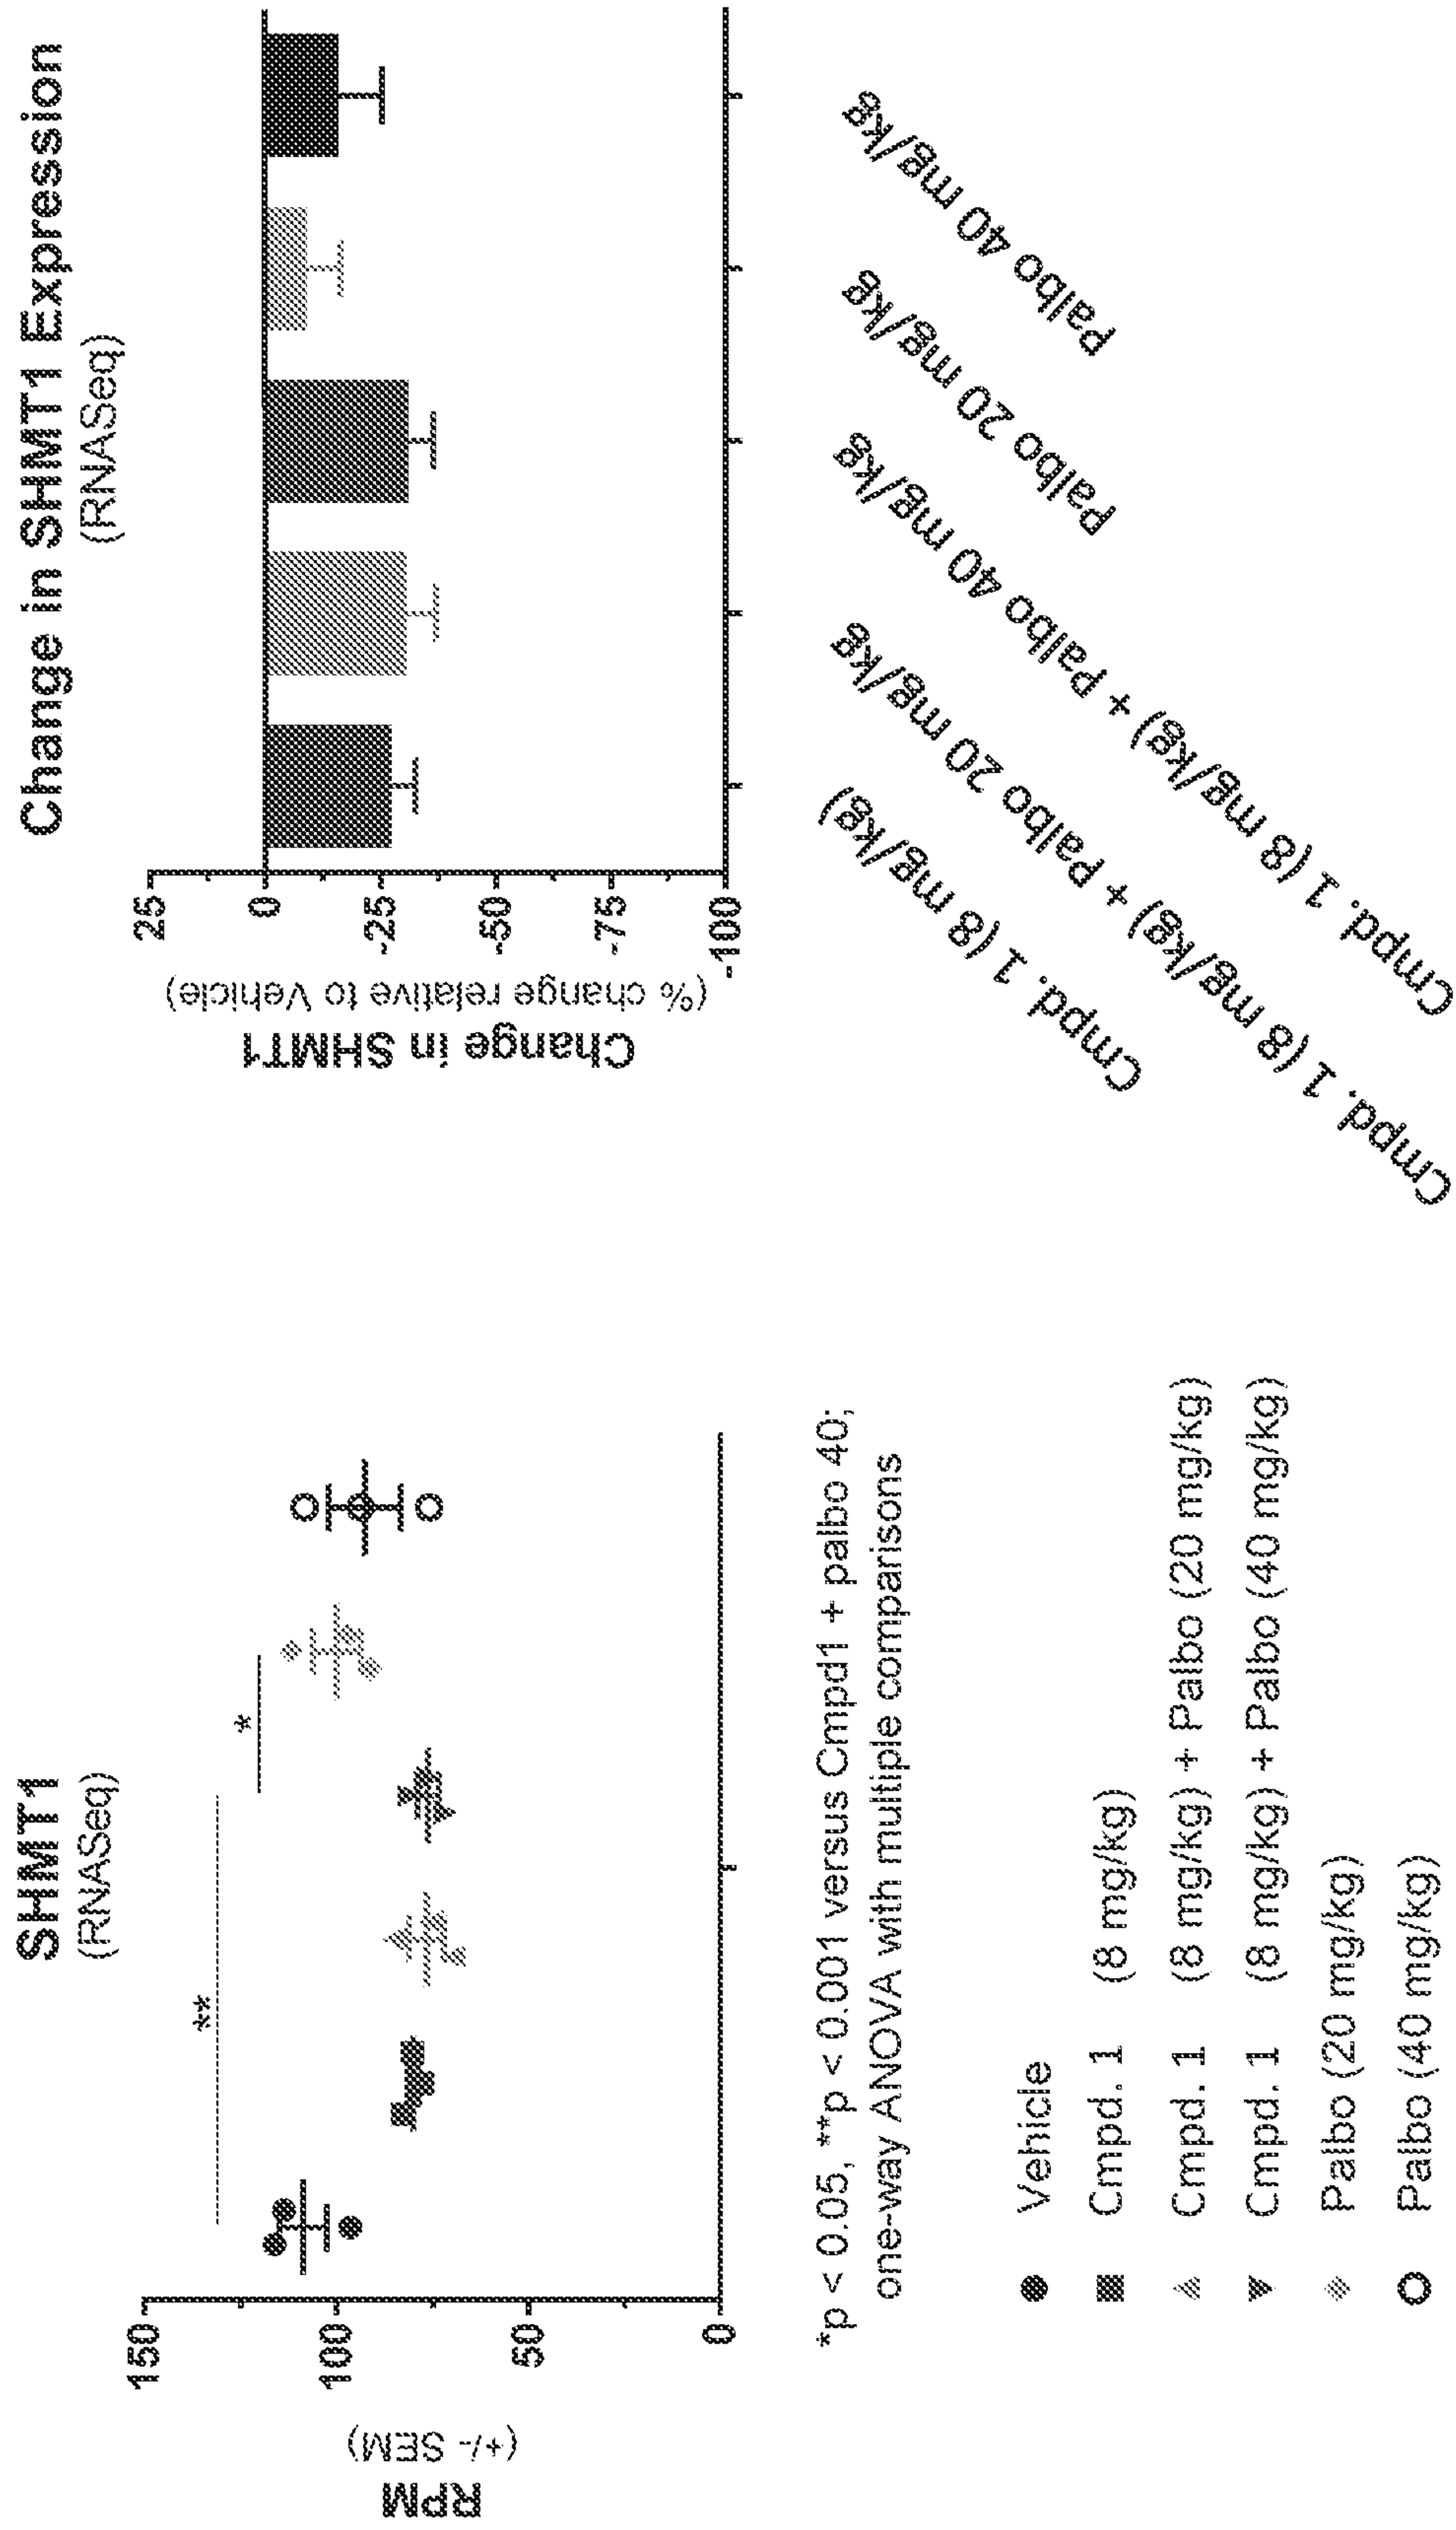 SHMT1
(RNASeq)
**
*
150
100
50
0
RPM
(+/- SEM)
*p < 0.05, **p < 0.001 versus Cmpd1 + palbo 40;
one-way ANOVA with multiple comparisons
Vehicle
Cmpd. 1 (8 mg/kg)
Cmpd. 1 (8 mg/kg) + Palbo (20 mg/kg)
Cmpd. 1 (8 mg/kg) + Palbo (40 mg/kg)
Palbo (20 mg/kg)
Palbo (40 mg/kg)
Change in SHMT1 Expression
(RNASeq)
25
0
-25
-50
-75
-100
Change in SHMT1
(% change relative to Vehicle)
Cmpd. 1 (8 mg/kg)
Cmpd. 1 (8 mg/kg) + Palbo 20 mg/kg
Cmpd. 1 (8 mg/kg) + Palbo 40 mg/kg
Palbo 20 mg/kg
Palbo 40 mg/kg